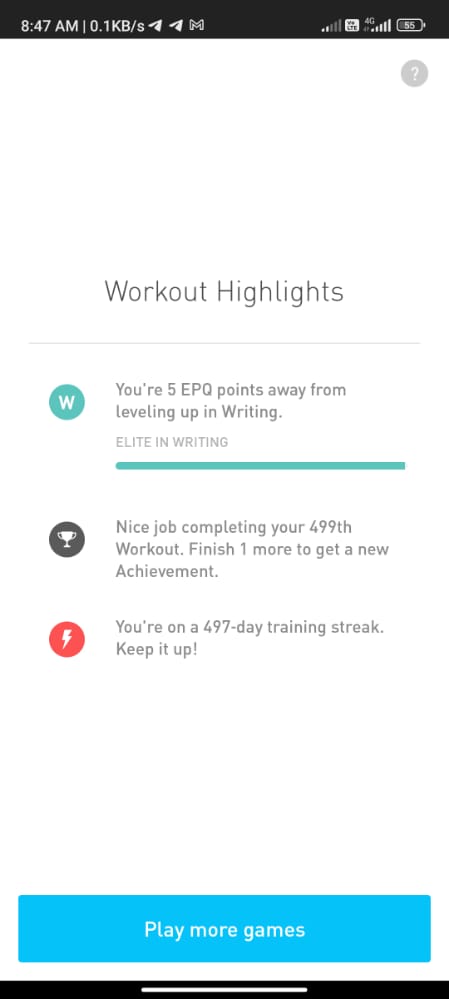 8:47 AM | 0.1KB/s
Vo
LTE
4G
55
?
Workout Highlights
W
You're 5 EPQ points away from
leveling up in Writing.
ELITE IN WRITING
Nice job completing your 499th
Workout. Finish 1 more to get a new
Achievement.
You're on a 497-day training streak.
Keep it up!
Play more games